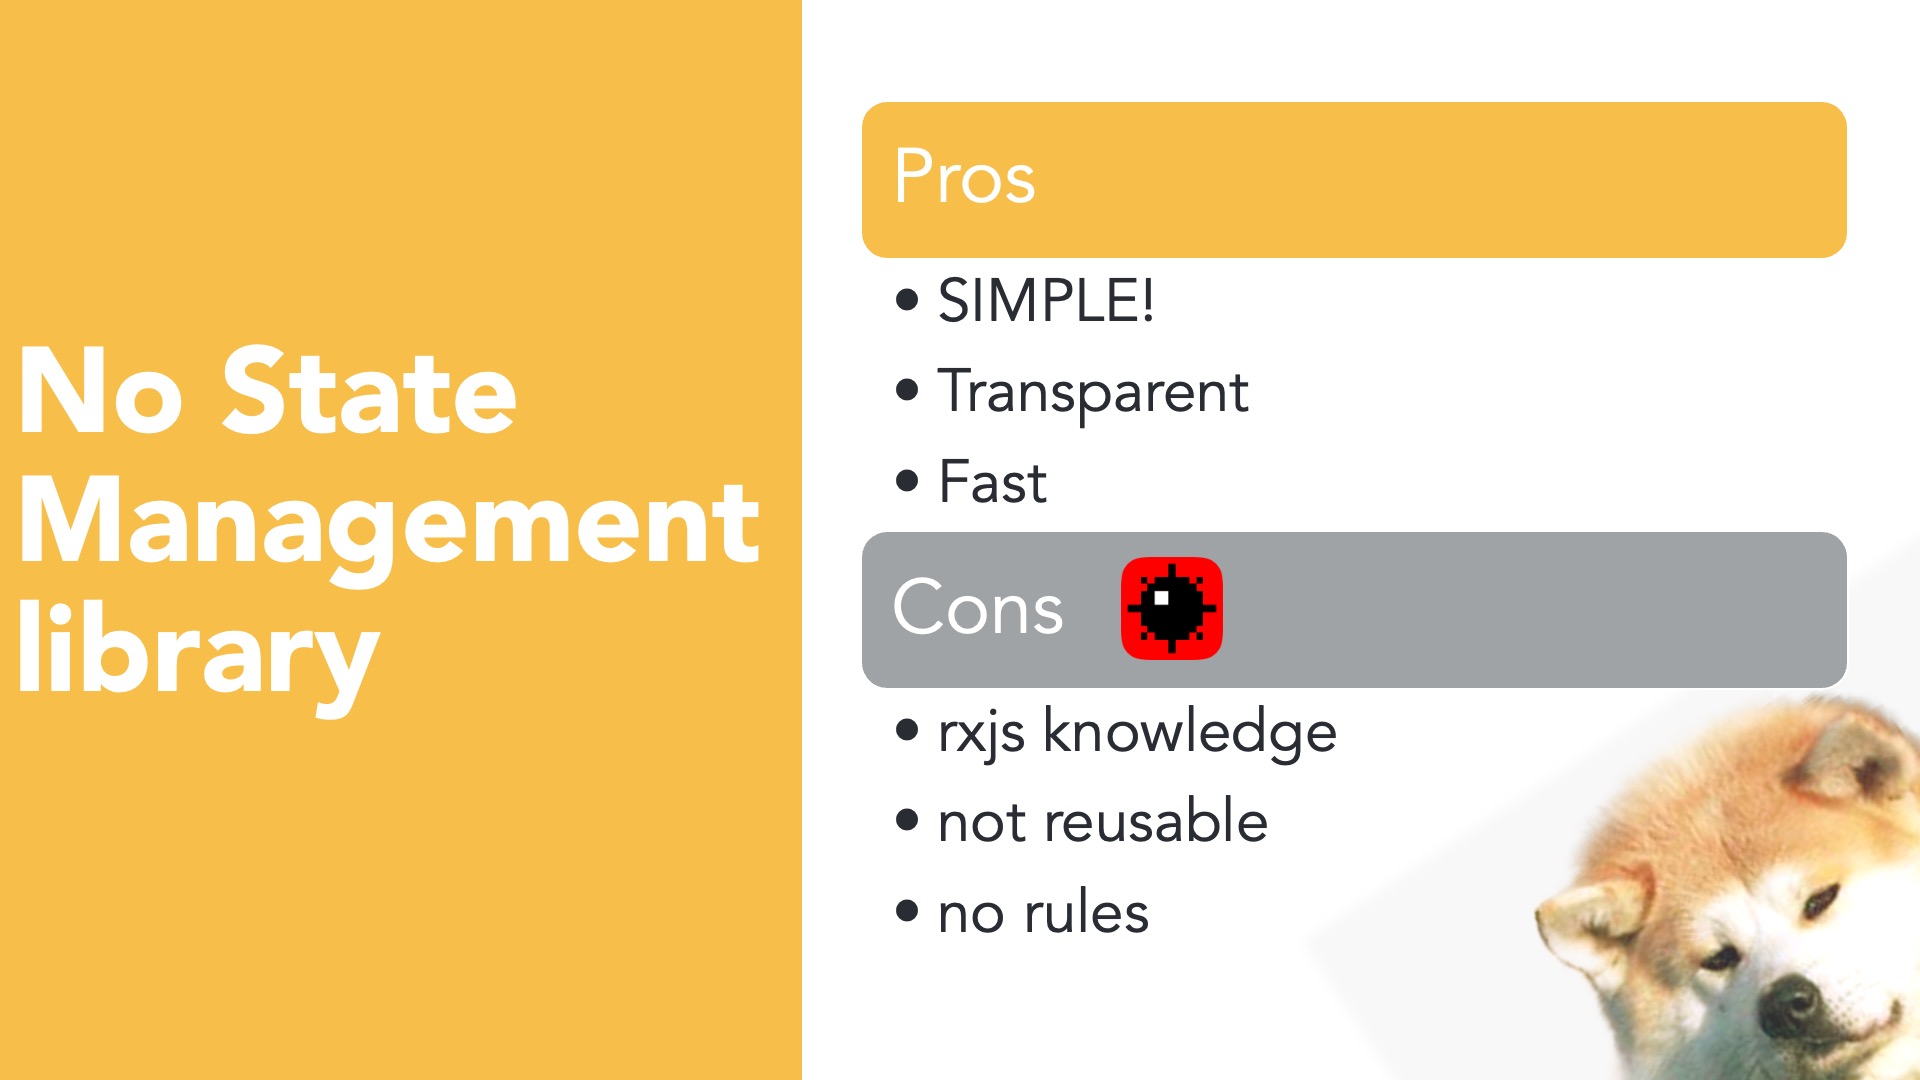 No State
Management
library
Pros
• SIMPLE!
• Transparent
• Fast
Cons
• rxjs knowledge
• not reusable
• no rules